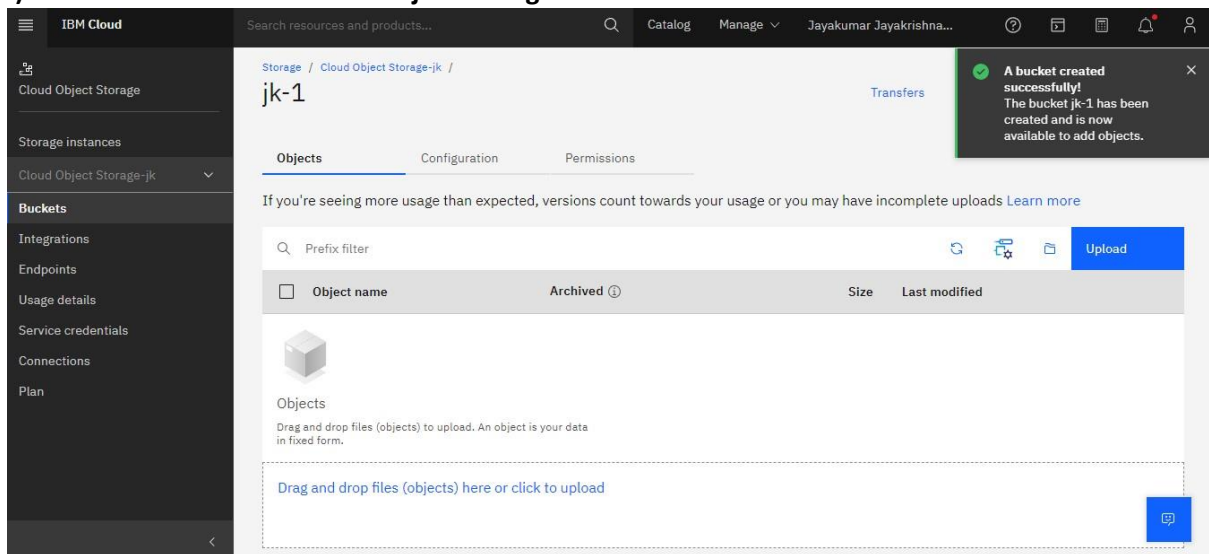 IBM Cloud
Search resources and products...
Catalog
Manage
Jayakumar Jayakrishna...
Cloud Object Storage
Storage instances
Cloud Object Storage-jk
Buckets
Integrations
Endpoints
Usage details
Service credentials
Connections
Plan
Storage / Cloud Object Storage-jk /
jk-1
Transfers
A bucket created
successfully!
The bucket jk-1 has been
created and is now
available to add objects.
Objects
Configuration
Permissions
If you're seeing more usage than expected, versions count towards your usage or you may have incomplete uploads Learn more
Prefix filter
Upload
Object name
Archived
Size
Last modified
Objects
Drag and drop files (objects) to upload. An object is your data
in fixed form.
Drag and drop files (objects) here or click to upload